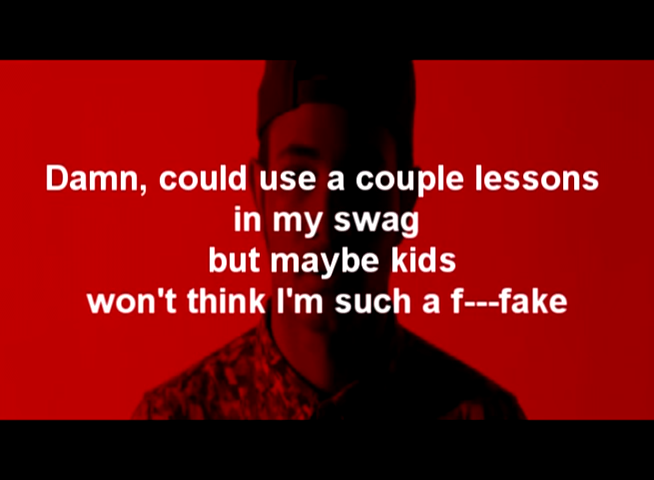 Damn, could use a couple lessons
in my swag
but maybe kids
won't think I'm such a f---fake